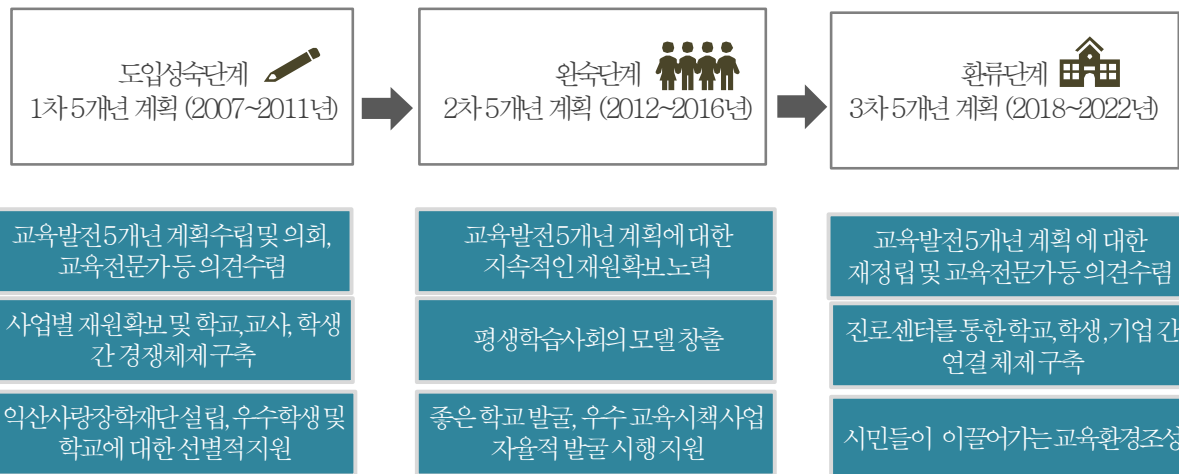 도입성숙단계
1차 5개년 계획 (2007~2011년)
완숙단계
2차 5개년 계획 (2012~2016년)
환류단계
3차 5개년 계획 (2018~2022년)
교육발전5개년 계획수립 및 의회,
교육전문가 등 의견수렴
교육발전5개년 계획에 대한
지속적인 재원확보 노력
교육발전5개년 계획 에 대한
재정립 및 교육전문가등 의견수렴
사업별 재원확보 및 학교,교사, 학생
간 경쟁체제 구축
평생학습사회의 모델 창출
진로센터를 통한 학교,학생,기업 간
연결 체제 구축
익산사랑장학재단 설립, 우수학생 및
학교에 대한 선별적 지원
좋은 학교 발굴, 우수 교육시책사업
자율적 발굴 시행 지원
시민들이 이끌어가는 교육환경조성